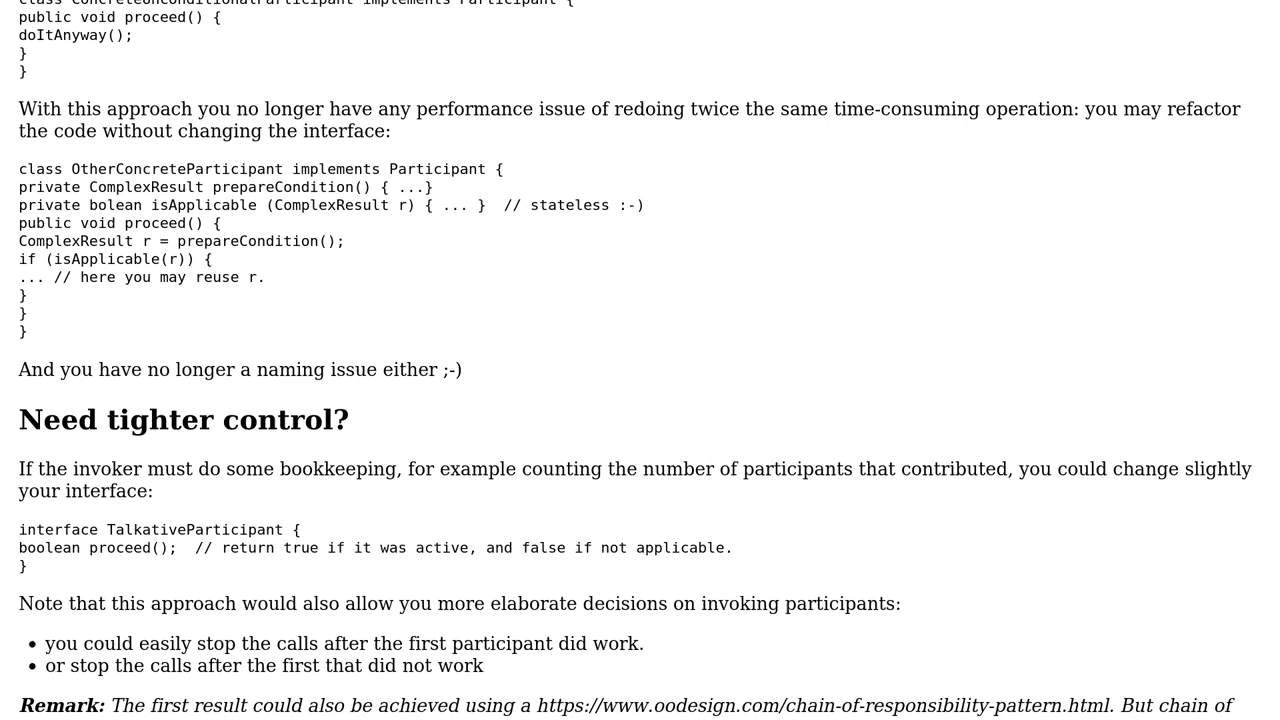 class ConcreteUnconditionalParticipant implements Participant {
public void proceed() {
doItAnyway();
}
}
With this approach you no longer have any performance issue of redoing twice the same time-consuming operation: you may refactor
the code without changing the interface:
class OtherConcreteParticipant implements Participant {
private ComplexResult prepareCondition() { ...}
private bolean isApplicable (ComplexResult r) { ... }  // stateless :-)
public void proceed() {
ComplexResult r = prepareCondition();
if (isApplicable(r)) {
... // here you may reuse r.
}
}
}
And you have no longer a naming issue either ;-)
Need tighter control?
If the invoker must do some bookkeeping, for example counting the number of participants that contributed, you could change slightly
your interface:
interface TalkativeParticipant {
boolean proceed();  // return true if it was active, and false if not applicable.
}
Note that this approach would also allow you more elaborate decisions on invoking participants:
• you could easily stop the calls after the first participant did work.
• or stop the calls after the first that did not work
Remark: The first result could also be achieved using a https://www.oodesign.com/chain-of-responsibility-pattern.html. But chain of